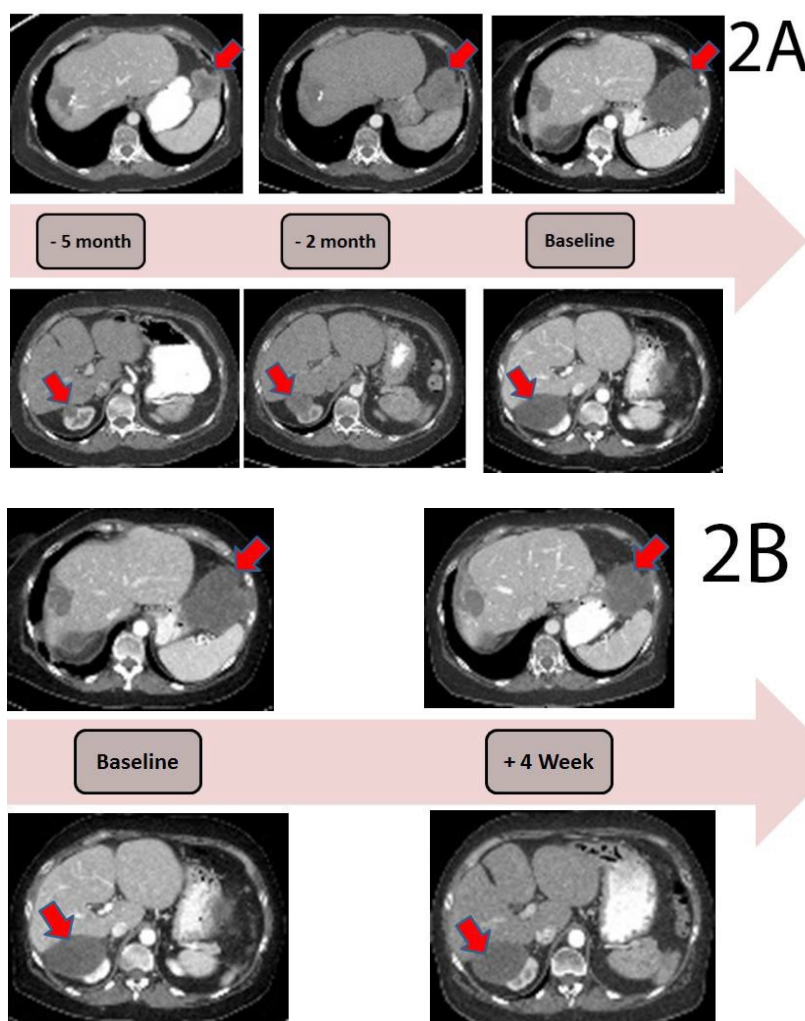 2A
- 5 month
- 2 month
Baseline
2B
Baseline
+ 4 Week